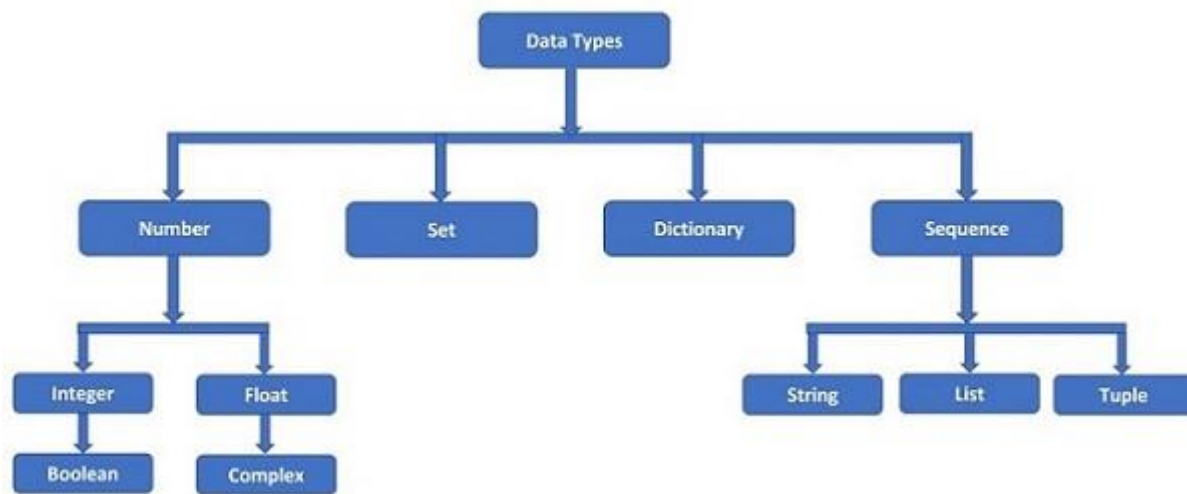 Data Types
Number
Set
Dictionary
Sequence
Integer
Float
String
List
Tuple
Boolean
Complex